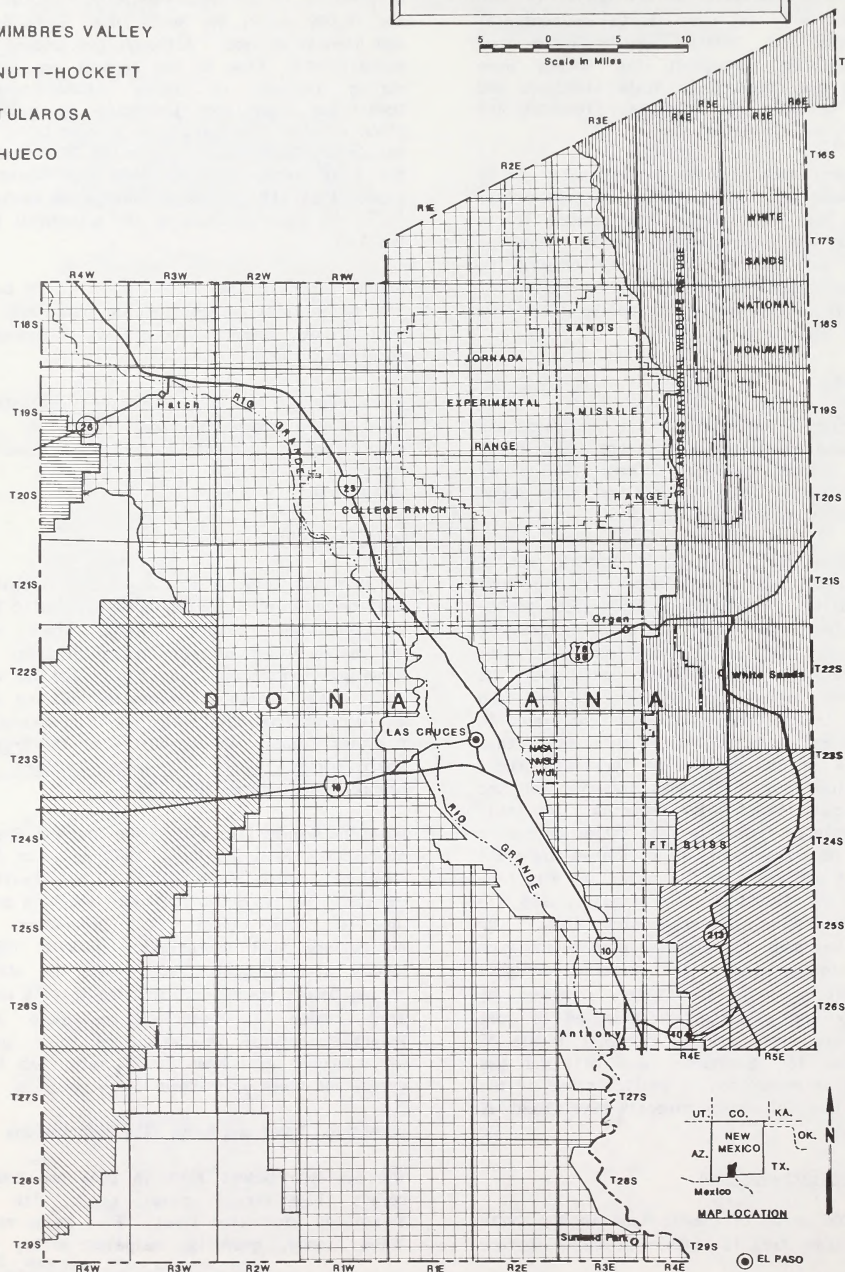 MIMBRES VALLEY
NUTT-HOCKETT
TULAROSA
HUECO
5 0 5 10
Scale in Miles
T
R3E R4E R5E R5E R6E
R2E
R1E
T16S
T17S
T18S
T19S
T20S
T21S
T22S
T23S
T24S
T25S
T26S
R4W R3W R2W R1W
T18S
T19S
T20S
T21S
T22S
T23S
T24S
T25S
T26S
T27S
T28S
T29S
WHITE
SANDS
MISSILE
RANGE
WHITE
SANDS
NATIONAL
MONUMENT
SAN ANDRES NATIONAL WILDLIFE REFUGE
JORNADA
EXPERIMENTAL
RANGE
Hatch
26
RIO
GRANDE
25
COLLEGE RANCH
Organ
70
White Sands
DOÑA ANA
LAS CRUCES
NASA
NMSU
10
RIO
GRANDE
FT. BLISS
213
10
Anthony
404
R4E R5E
T27S
T28S
T29S
Sunland Park
R4W R3W R2W R1W R1E R2E R3E R4E
UT. CO. KA.
OK.
AZ. NEW
MEXICO
TX.
Mexico
MAP LOCATION
N
EL PASO